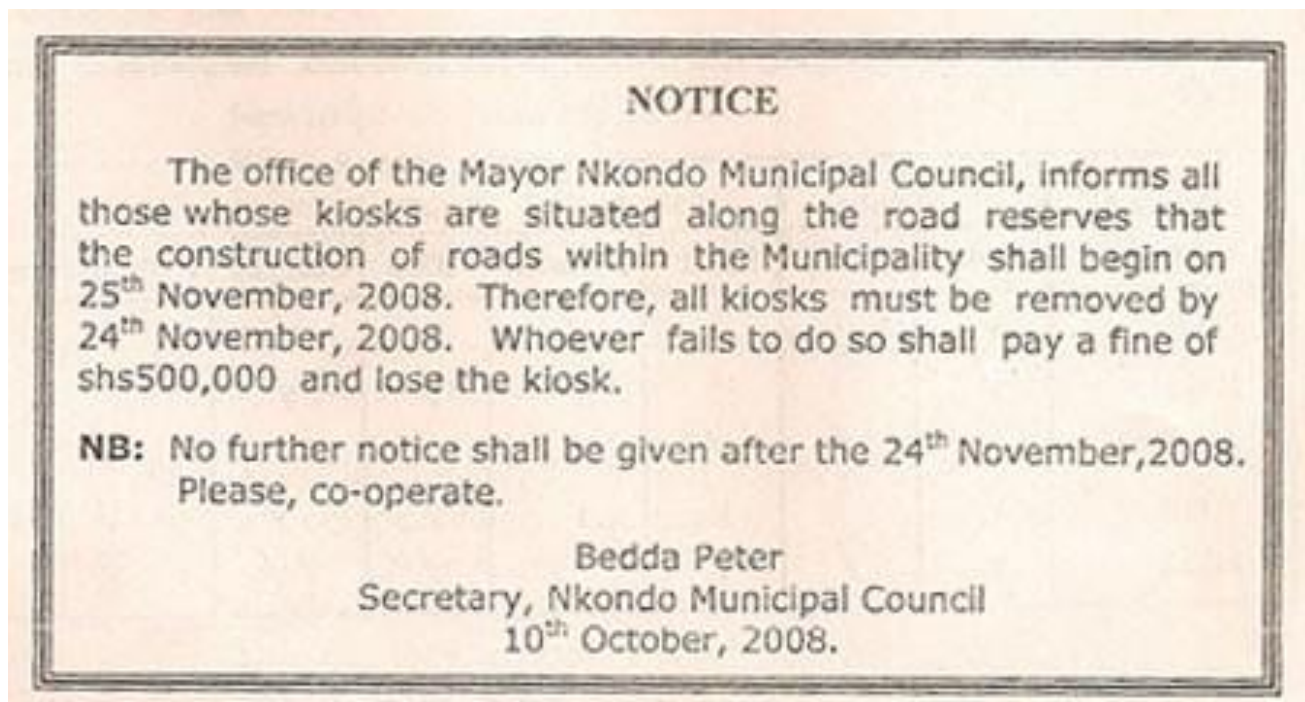 NOTICE
The office of the Mayor Nkondo Municipal Council, informs all
those whose kiosks are situated along the road reserves that
the construction of roads within the Municipality shall begin on
25th November, 2008. Therefore, all kiosks must be removed by
24th November, 2008. Whoever fails to do so shall pay a fine of
shs500,000 and lose the kiosk.
NB: No further notice shall be given after the 24th November,2008.
Please, co-operate.
Bedda Peter
Secretary, Nkondo Municipal Council
10th October, 2008.